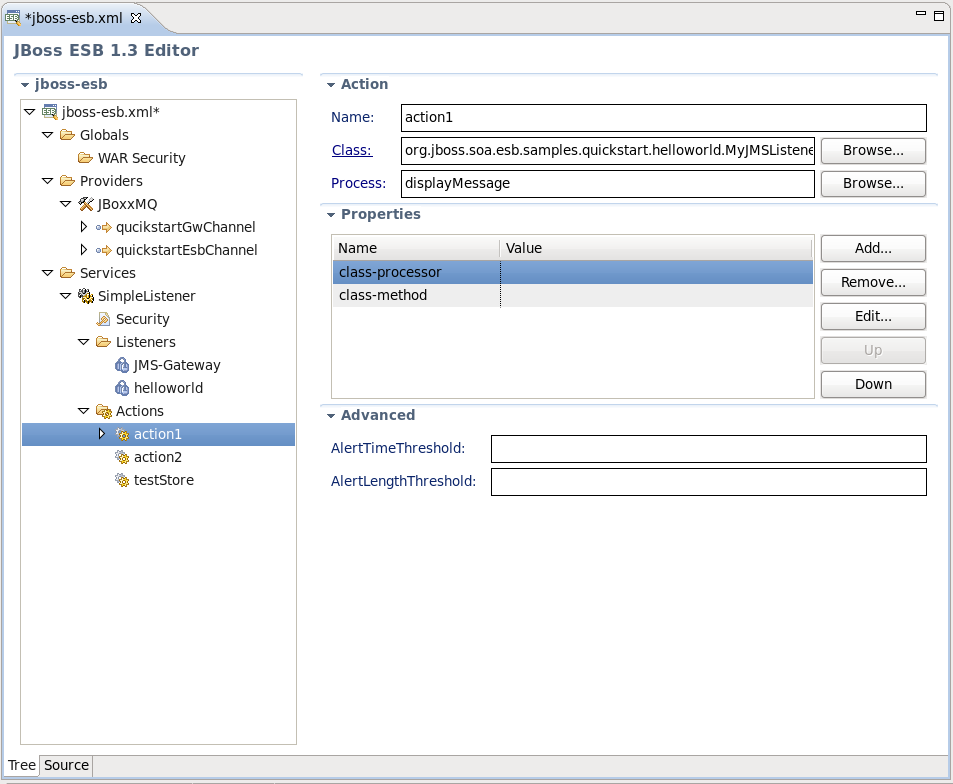 *jboss-esb.xml
JBoss ESB 1.3 Editor
jboss-esb
jboss-esb.xml*
Globals
WAR Security
Providers
JBoxxMQ
qucikstartGwChannel
quickstartEsbChannel
Services
SimpleListener
Security
Listeners
JMS-Gateway
helloworld
Actions
action1
action2
testStore
Action
Name: action1
Class: org.jboss.soa.esb.samples.quickstart.helloworld.MyJMSListene Browse...
Process: displayMessage Browse...
Properties
Name Value
class-processor
class-method
Add...
Remove...
Edit...
Up
Down
Advanced
AlertTimeThreshold:
AlertLengthThreshold:
Tree Source